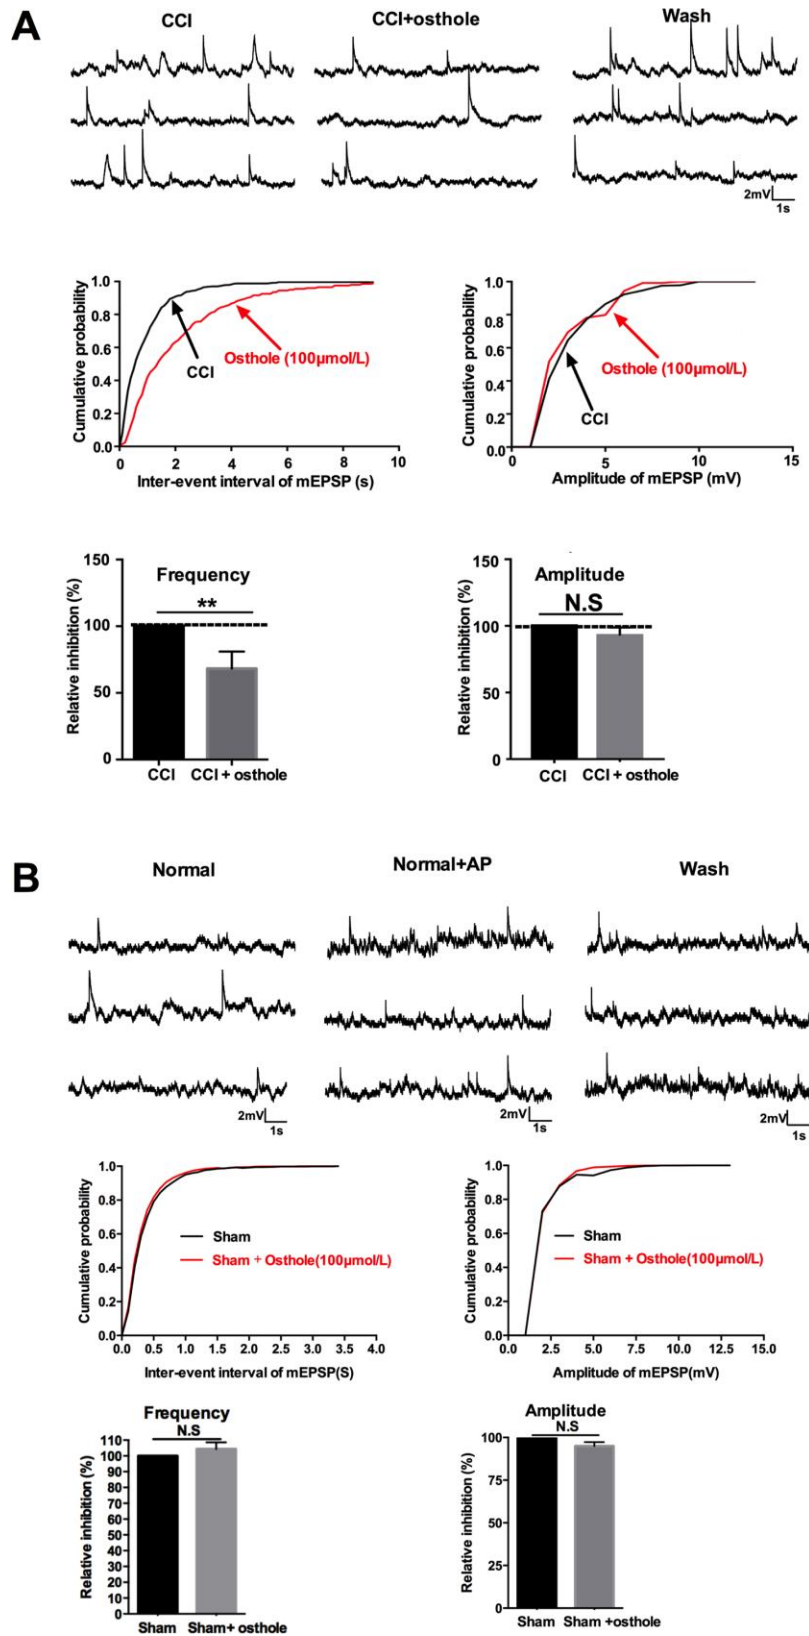 A
CCI
CCI+osthole
Wash
2mV
1s
Cumulative probability
1.0
0.8
0.6
0.4
0.2
0.0
CCI
Osthole (100μmol/L)
0 2 4 6 8 10
Inter-event interval of mEPSP (s)
Cumulative probability
1.0
0.8
0.6
0.4
0.2
0.0
Osthole (100μmol/L)
CCI
0 5 10 15
Amplitude of mEPSP (mV)
Relative inhibition (%)
150
100
50
0
Frequency
**
CCI CCI + osthole
Relative inhibition (%)
150
100
50
0
Amplitude
N.S
CCI CCI + osthole
B
Normal
Normal+AP
Wash
2mV
1s
2mV
1s
2mV
1s
Cumulative probability
1.0
0.8
0.6
0.4
0.2
0.0
Sham
Sham + Osthole(100μmol/L)
0.0 0.5 1.0 1.5 2.0 2.5 3.0 3.5 4.0
Inter-event interval of mEPSP(S)
Cumulative probability
1.0
0.8
0.6
0.4
0.2
0.0
Sham
Sham + Osthole(100μmol/L)
0.0 2.5 5.0 7.5 10.0 12.5 15.0
Amplitude of mEPSP(mV)
Frequency
N.S
Relative inhibition (%)
110
100
90
80
70
60
50
40
30
20
10
0
Sham Sham+ osthole
Amplitude
N.S
Relative inhibition (%)
100
75
50
25
0
Sham Sham +osthole